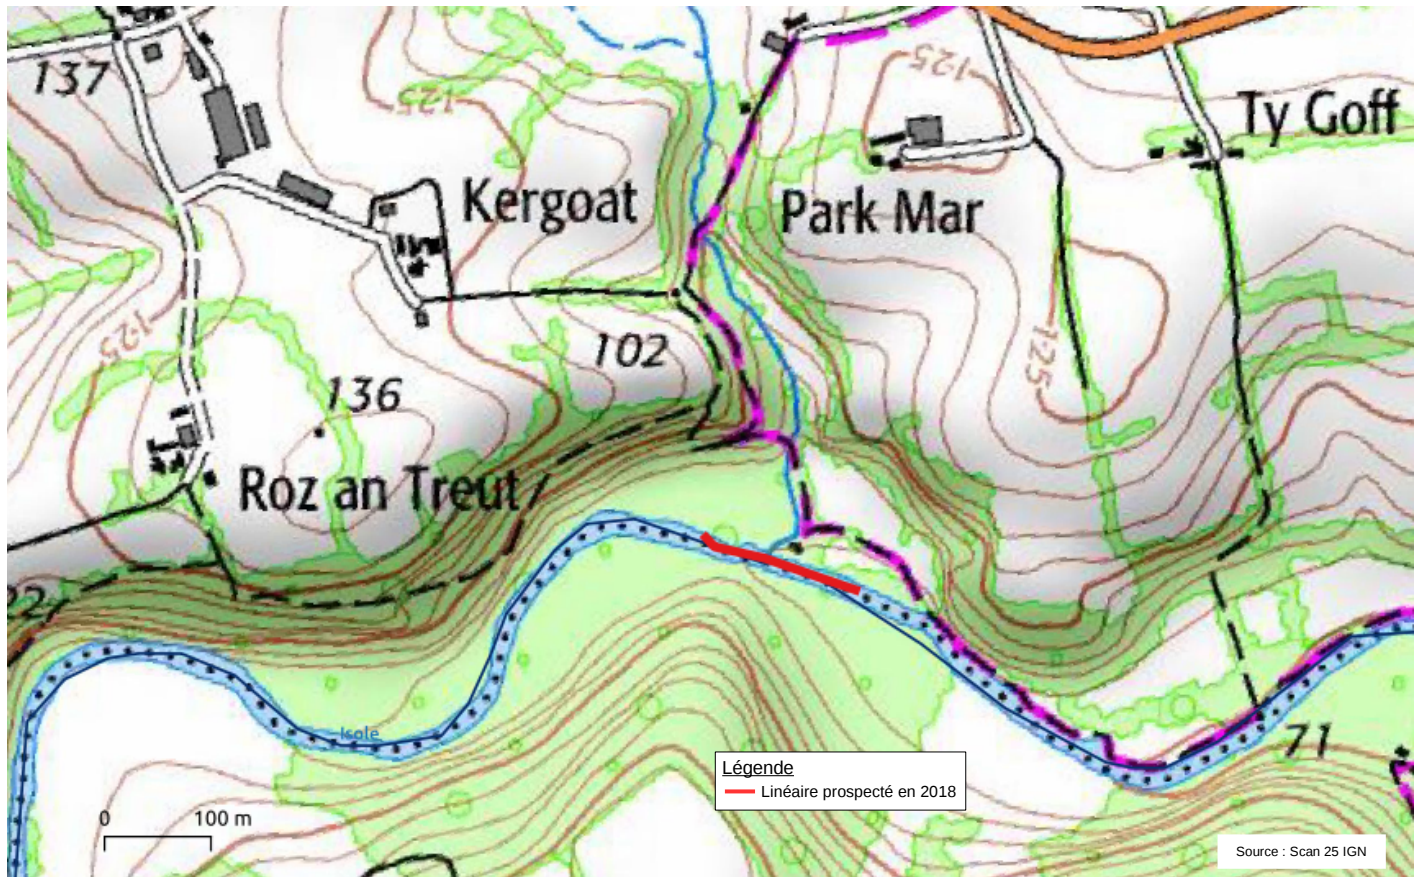 137
125
125
Ty Goff
Kergoat
Park Mar
125
102
125
136
Roz an Treut
22
Isole
71
Légende
Linéaire prospecté en 2018
0 100 m
Source : Scan 25 IGN